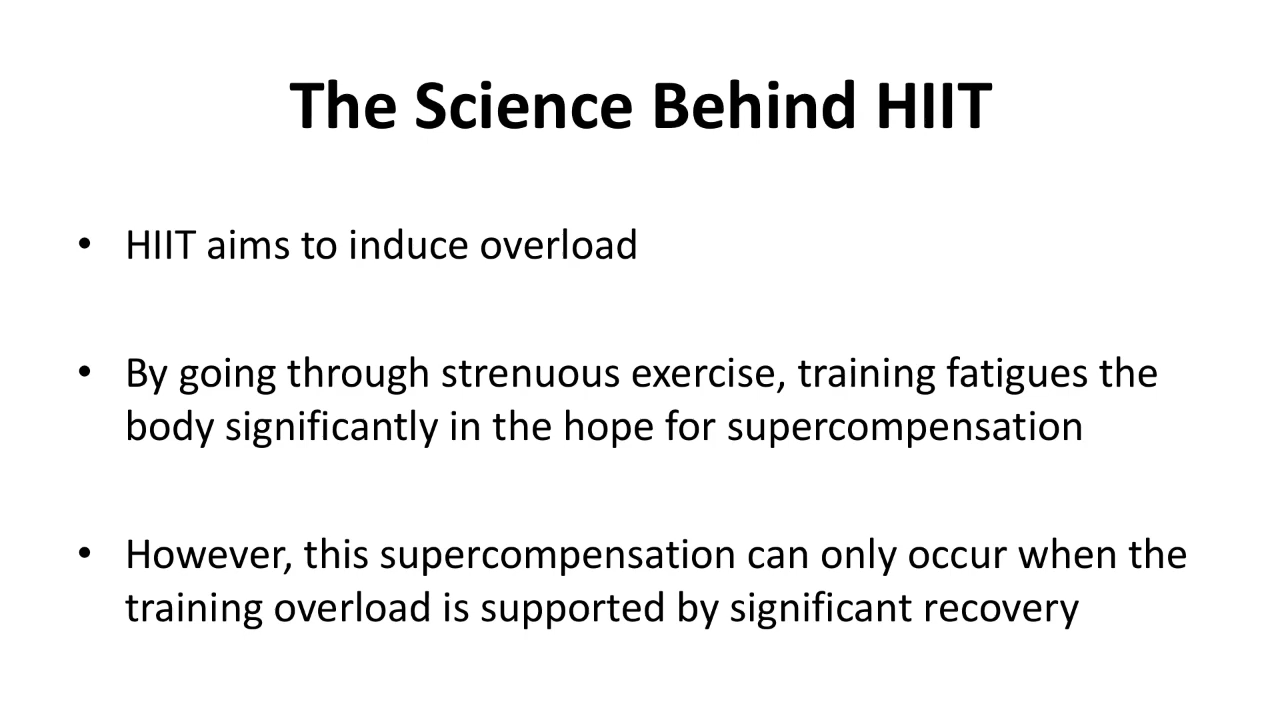 The Science Behind HIIT
• HIIT aims to induce overload
• By going through strenuous exercise, training fatigues the
body significantly in the hope for supercompensation
• However, this supercompensation can only occur when the
training overload is supported by significant recovery